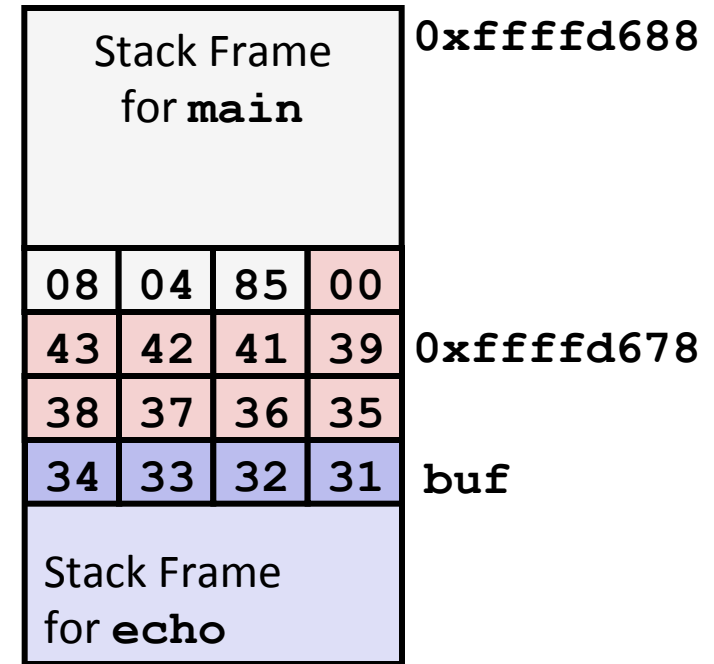 Stack Frame
for main
0xffffd688
08 04 85 00
43 42 41 39 0xffffd678
38 37 36 35
34 33 32 31 buf
Stack Frame
for echo